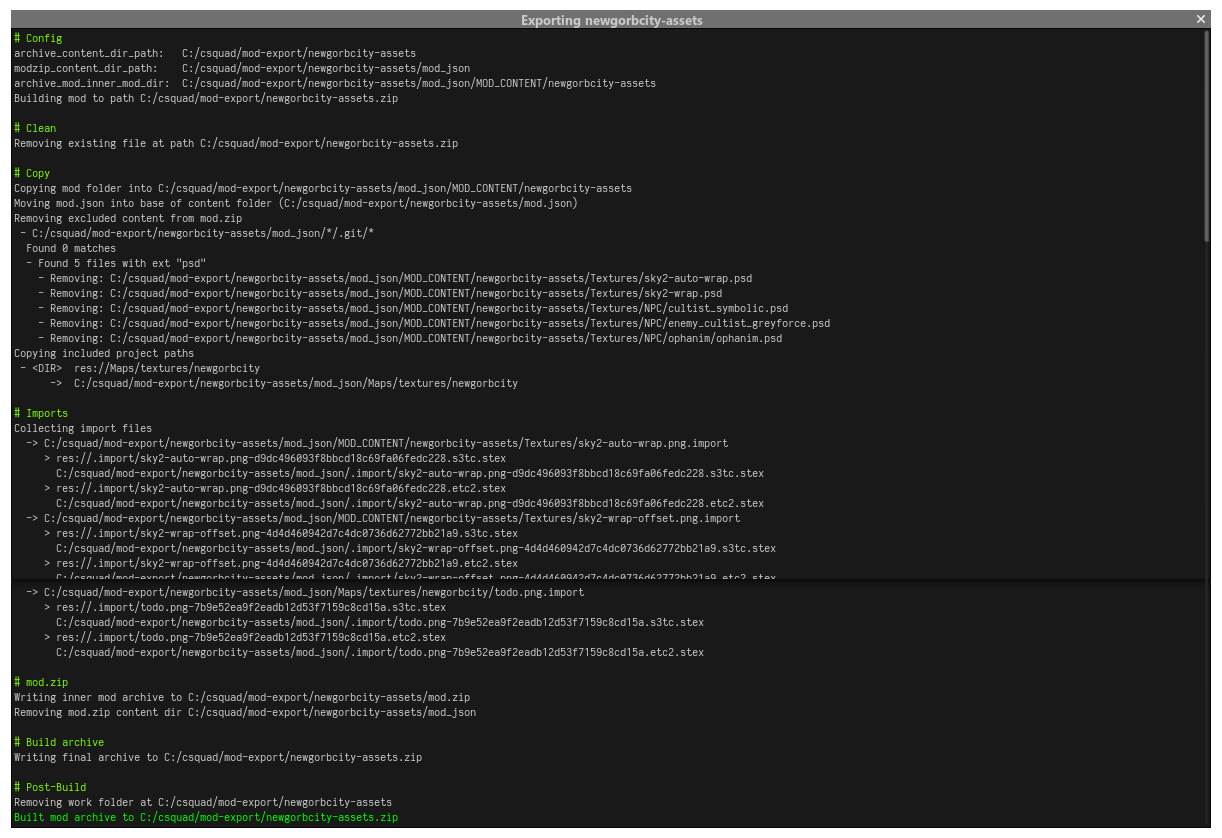 Exporting newgorbcity-assets
# Config
archive_content_dir_path:   C:/csquad/mod-export/newgorbcity-assets
modzip_content_dir_path:    C:/csquad/mod-export/newgorbcity-assets/mod_json
archive_mod_inner_mod_dir:  C:/csquad/mod-export/newgorbcity-assets/mod_json/MOD_CONTENT/newgorbcity-assets
Building mod to path C:/csquad/mod-export/newgorbcity-assets.zip
# Clean
Removing existing file at path C:/csquad/mod-export/newgorbcity-assets.zip
# Copy
Copying mod folder into C:/csquad/mod-export/newgorbcity-assets/mod_json/MOD_CONTENT/newgorbcity-assets
Moving mod.json into base of content folder (C:/csquad/mod-export/newgorbcity-assets/mod.json)
Removing excluded content from mod.zip
- C:/csquad/mod-export/newgorbcity-assets/mod_json/*/.git/*
Found 0 matches
- Found 5 files with ext "psd"
- Removing: C:/csquad/mod-export/newgorbcity-assets/mod_json/MOD_CONTENT/newgorbcity-assets/Textures/sky2-auto-wrap.psd
- Removing: C:/csquad/mod-export/newgorbcity-assets/mod_json/MOD_CONTENT/newgorbcity-assets/Textures/sky2-wrap.psd
- Removing: C:/csquad/mod-export/newgorbcity-assets/mod_json/MOD_CONTENT/newgorbcity-assets/Textures/NPC/cultist_symbolic.psd
- Removing: C:/csquad/mod-export/newgorbcity-assets/mod_json/MOD_CONTENT/newgorbcity-assets/Textures/NPC/enemy_cultist_greyforce.psd
- Removing: C:/csquad/mod-export/newgorbcity-assets/mod_json/MOD_CONTENT/newgorbcity-assets/Textures/NPC/ophanim/ophanim.psd
Copying included project paths
- <DIR>  res://Maps/textures/newgorbcity
->  C:/csquad/mod-export/newgorbcity-assets/mod_json/Maps/textures/newgorbcity
# Imports
Collecting import files
-> C:/csquad/mod-export/newgorbcity-assets/mod_json/MOD_CONTENT/newgorbcity-assets/Textures/sky2-auto-wrap.png.import
> res://.import/sky2-auto-wrap.png-d9dc496093f8bbcd18c69fa06fedc228.s3tc.stex
C:/csquad/mod-export/newgorbcity-assets/mod_json/.import/sky2-auto-wrap.png-d9dc496093f8bbcd18c69fa06fedc228.s3tc.stex
> res://.import/sky2-auto-wrap.png-d9dc496093f8bbcd18c69fa06fedc228.etc2.stex
C:/csquad/mod-export/newgorbcity-assets/mod_json/.import/sky2-auto-wrap.png-d9dc496093f8bbcd18c69fa06fedc228.etc2.stex
-> C:/csquad/mod-export/newgorbcity-assets/mod_json/MOD_CONTENT/newgorbcity-assets/Textures/sky2-wrap-offset.png.import
> res://.import/sky2-wrap-offset.png-4d4d460942d7c4dc0736d62772bb21a9.s3tc.stex
C:/csquad/mod-export/newgorbcity-assets/mod_json/.import/sky2-wrap-offset.png-4d4d460942d7c4dc0736d62772bb21a9.s3tc.stex
> res://.import/sky2-wrap-offset.png-4d4d460942d7c4dc0736d62772bb21a9.etc2.stex
C:/csquad/mod-export/newgorbcity-assets/mod_json/.import/sky2-wrap-offset.png-4d4d460942d7c4dc0736d62772bb21a9.etc2.stex
-> C:/csquad/mod-export/newgorbcity-assets/mod_json/Maps/textures/newgorbcity/todo.png.import
> res://.import/todo.png-7b9e52ea9f2eadb12d53f7159c8cd15a.s3tc.stex
C:/csquad/mod-export/newgorbcity-assets/mod_json/.import/todo.png-7b9e52ea9f2eadb12d53f7159c8cd15a.s3tc.stex
> res://.import/todo.png-7b9e52ea9f2eadb12d53f7159c8cd15a.etc2.stex
C:/csquad/mod-export/newgorbcity-assets/mod_json/.import/todo.png-7b9e52ea9f2eadb12d53f7159c8cd15a.etc2.stex
# mod.zip
Writing inner mod archive to C:/csquad/mod-export/newgorbcity-assets/mod.zip
Removing mod.zip content dir C:/csquad/mod-export/newgorbcity-assets/mod_json
# Build archive
Writing final archive to C:/csquad/mod-export/newgorbcity-assets.zip
# Post-Build
Removing work folder at C:/csquad/mod-export/newgorbcity-assets
Built mod archive to C:/csquad/mod-export/newgorbcity-assets.zip